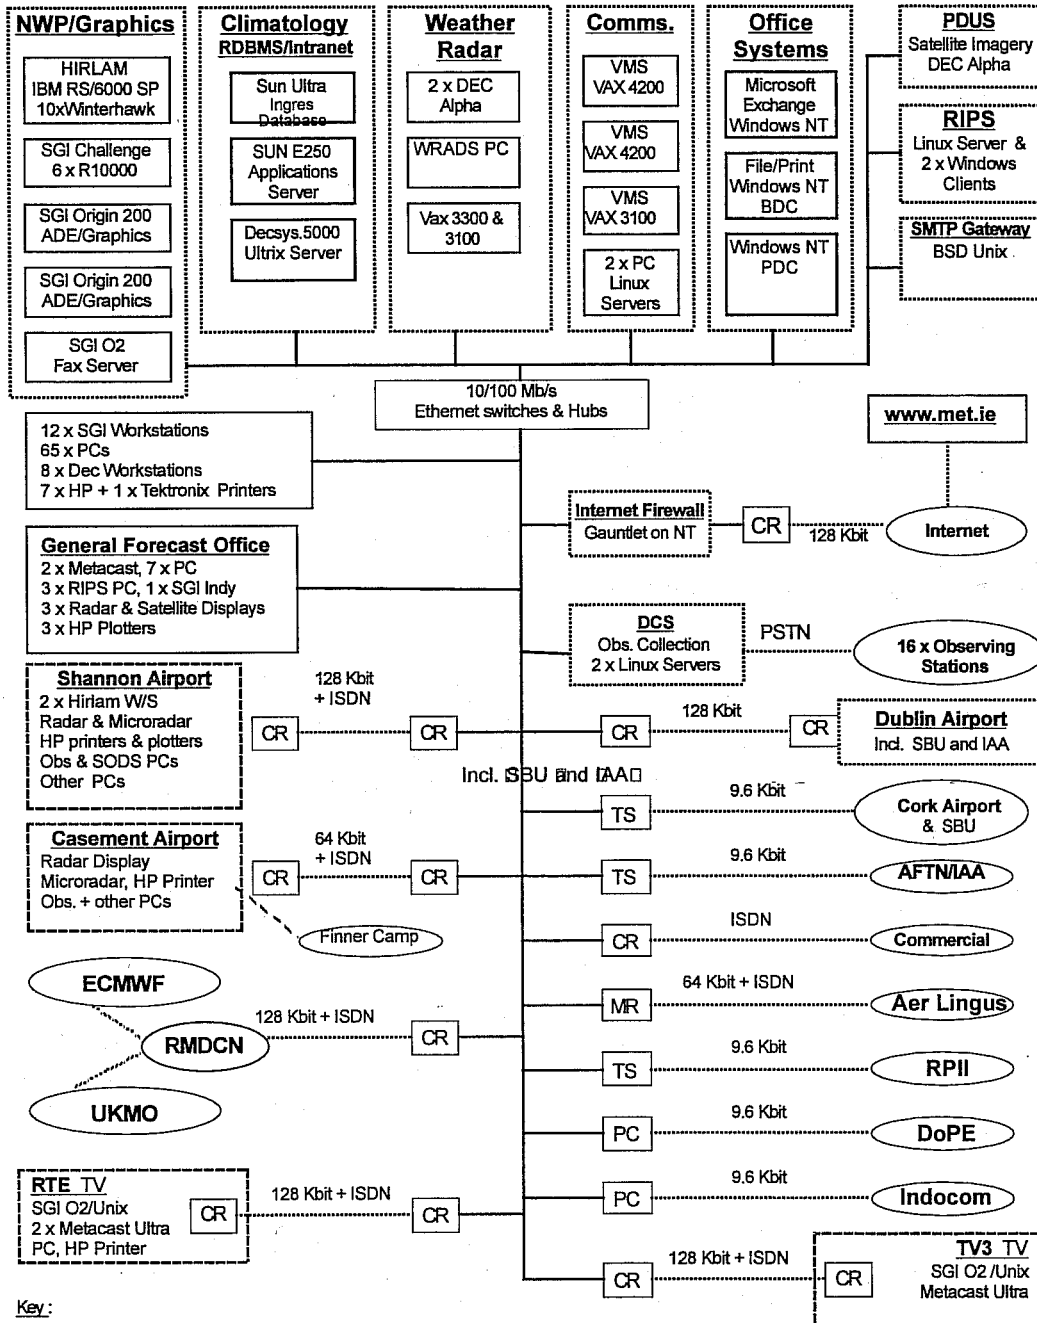 NWP/Graphics
HIRLAM
IBM RS/6000 SP
10xWinterhawk
SGI Challenge
6 x R10000
SGI Origin 200
ADE/Graphics
SGI Origin 200
ADE/Graphics
SGI O2
Fax Server
Climatology
RDBMS/Intranet
Sun Ultra
Ingres
Database
SUN E250
Applications
Server
Decsys.5000
Ultrix Server
Weather
Radar
2 x DEC
Alpha
WRADS PC
Vax 3300 &
3100
Comms.
VMS
VAX 4200
VMS
VAX 4200
VMS
VAX 3100
2 x PC
Linux
Servers
Office
Systems
Microsoft
Exchange
Windows NT
File/Print
Windows NT
BDC
Windows NT
PDC
PDUS
Satellite Imagery
DEC Alpha
RIPS
Linux Server &
2 x Windows
Clients
SMTP Gateway
BSD Unix
10/100 Mb/s
Ethernet switches & Hubs
12 x SGI Workstations
65 x PCs
8 x Dec Workstations
7 x HP + 1 x Tektronix Printers
www.met.ie
Internet Firewall
Gauntlet on NT
CR
128 Kbit
Internet
General Forecast Office
2 x Metacast, 7 x PC
3 x RIPS PC, 1 x SGI Indy
3 x Radar & Satellite Displays
3 x HP Plotters
DCS
Obs. Collection
2 x Linux Servers
PSTN
16 x Observing
Stations
Shannon Airport
2 x Hirlam W/S
Radar & Microradar
HP printers & plotters
Obs & SODS PCs
Other PCs
CR
128 Kbit
+ ISDN
CR
CR
128 Kbit
CR
Dublin Airport
Incl. SBU and IAA
Incl. SBU and IAA
TS
9.6 Kbit
Cork Airport
& SBU
Casement Airport
Radar Display
Microradar, HP Printer
Obs. + other PCs
CR
64 Kbit
+ ISDN
CR
TS
9.6 Kbit
AFTN/IAA
Finner Camp
CR
ISDN
Commercial
ECMWF
RMDCN
UKMO
128 Kbit + ISDN
CR
MR
64 Kbit + ISDN
Aer Lingus
TS
9.6 Kbit
RPII
PC
9.6 Kbit
DoPE
RTE TV
SGI O2/Unix
2 x Metacast Ultra
PC, HP Printer
CR
128 Kbit + ISDN
CR
PC
9.6 Kbit
Indocom
CR
128 Kbit + ISDN
CR
TV3 TV
SGI O2 /Unix
Metacast Ultra
Key :